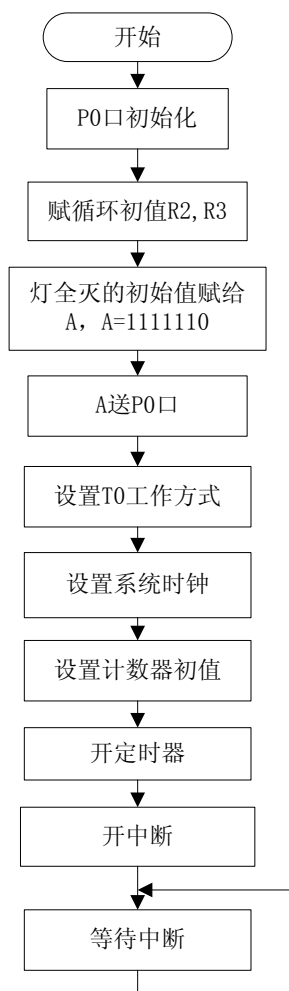 开始
P0口初始化
赋循环初值R2,R3
灯全灭的初始值赋给
A，A=1111110
A送P0口
设置T0工作方式
设置系统时钟
设置计数器初值
开定时器
开中断
等待中断